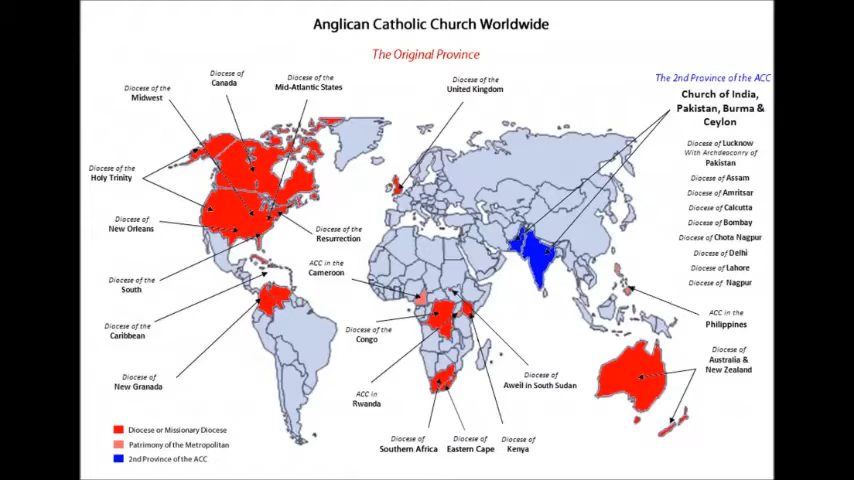 Anglican Catholic Church Worldwide
The Original Province
The 2nd Province of the ACC
Church of India,
Pakistan, Burma &
Ceylon
Diocese of Lucknow
With Archdeaconry of
Pakistan
Diocese of Assam
Diocese of Amritsar
Diocese of Calcutta
Diocese of Bombay
Diocese of Chota Nagpur
Diocese of Delhi
Diocese of Lahore
Diocese of Nagpur
Diocese of the
Midwest
Diocese of
Canada
Diocese of the
Mid-Atlantic States
Diocese of the
United Kingdom
Diocese of the
Holy Trinity
Diocese of
New Orleans
Diocese of the
Resurrection
ACC in the
Cameroon
Diocese of the
South
Diocese of the
Caribbean
Diocese of the
Congo
ACC in the
Philippines
Diocese of
New Granada
ACC in
Rwanda
Diocese of
Aweil in South Sudan
Diocese of
Australia &
New Zealand
Diocese of
Southern Africa
Diocese of
Eastern Cape
Diocese of
Kenya
Diocese or Missionary Diocese
Patrimony of the Metropolitan
2nd Province of the ACC